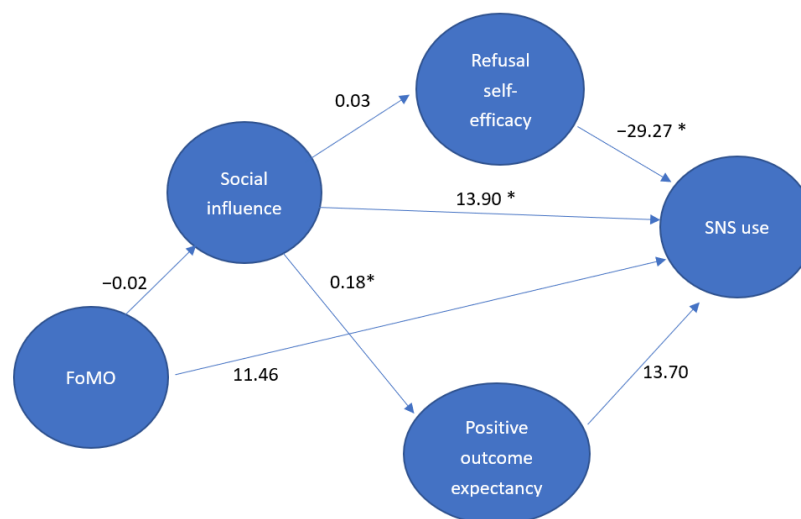 Refusal
self-
efficacy
0.03
−29.27 *
Social
influence
13.90 *
SNS use
−0.02
0.18*
FoMO
11.46
13.70
Positive
outcome
expectancy